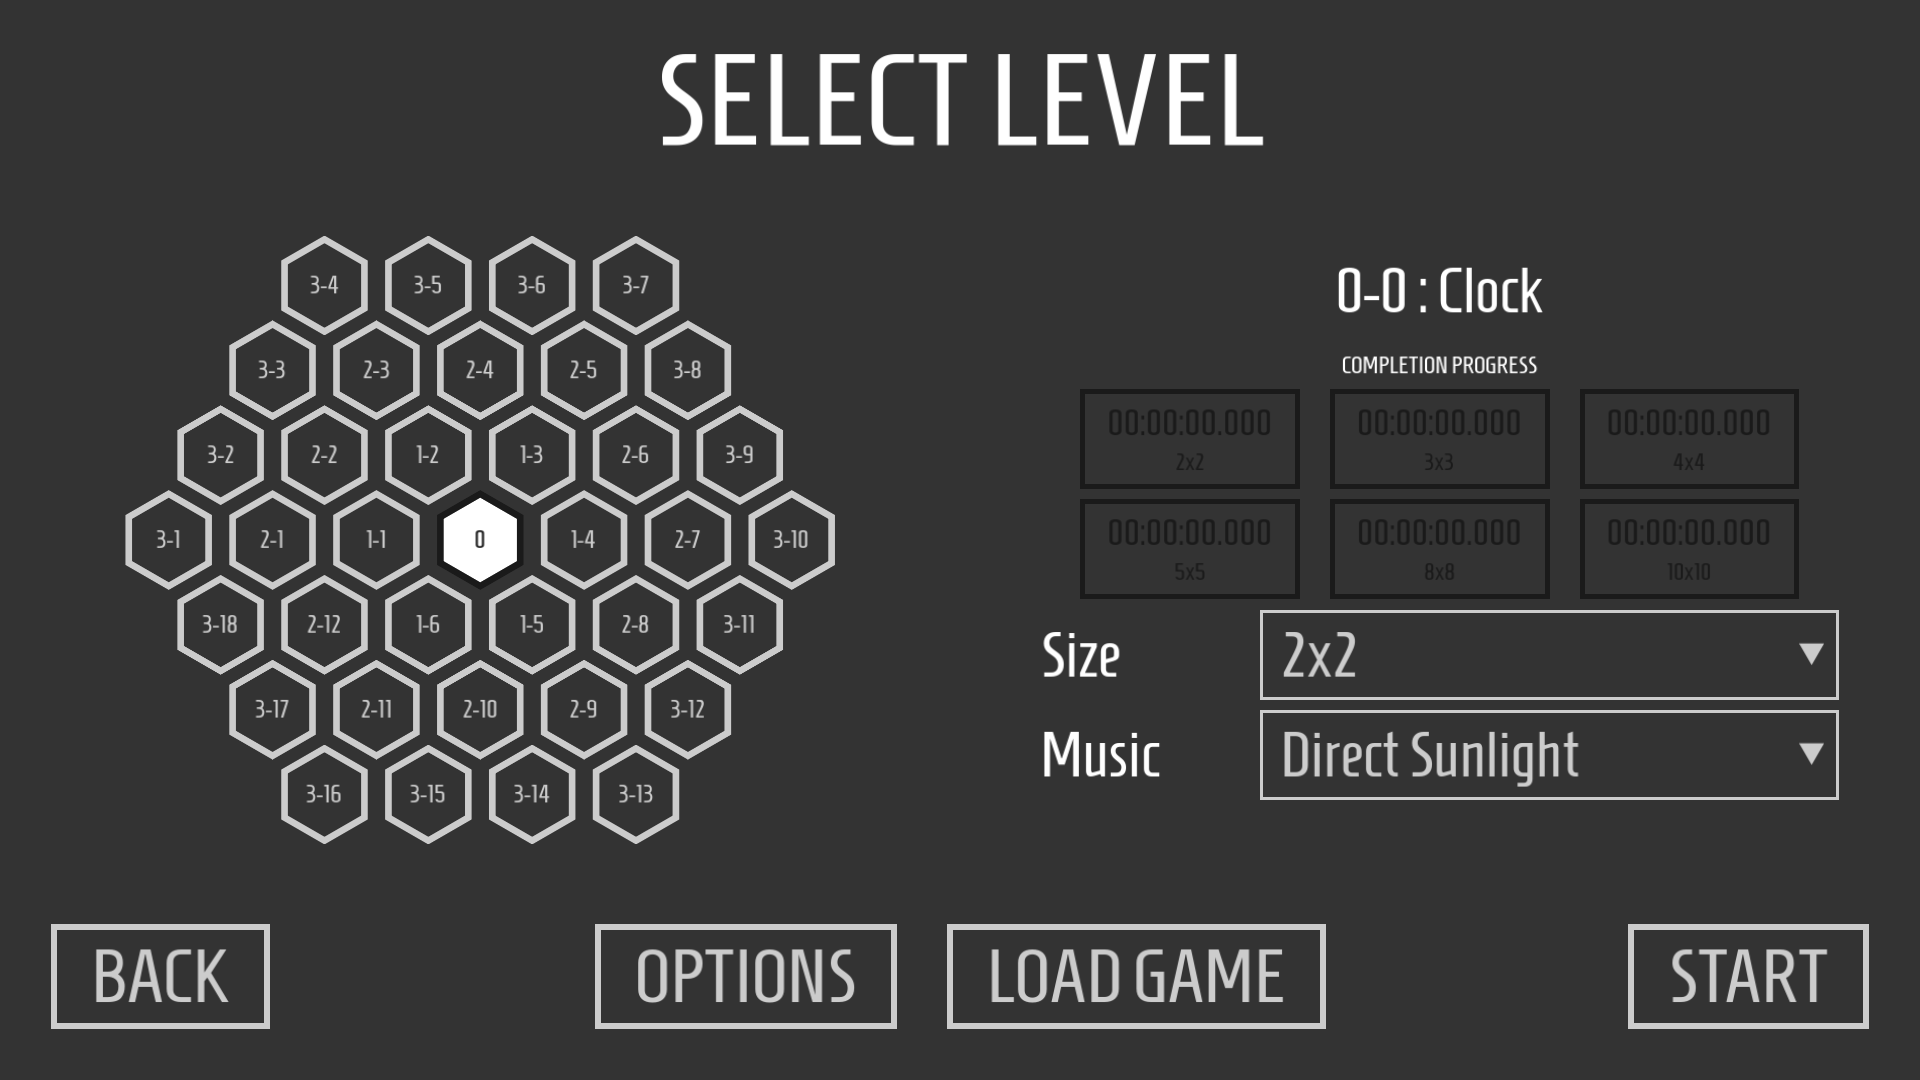 SELECT LEVEL
3-4 3-5 3-6 3-7
3-3 2-3 2-4 2-5 3-8
3-2 2-2 1-2 1-3 2-6 3-9
3-1 2-1 1-1 0 1-4 2-7 3-10
3-18 2-12 1-6 1-5 2-8 3-11
3-17 2-11 2-10 2-9 3-12
3-16 3-15 3-14 3-13
0-0 : Clock
COMPLETION PROGRESS
00:00:00.000 00:00:00.000 00:00:00.000
2x2 3x3 4x4
00:00:00.000 00:00:00.000 00:00:00.000
5x5 8x8 10x10
Size 2x2
Music Direct Sunlight
BACK OPTIONS LOAD GAME START